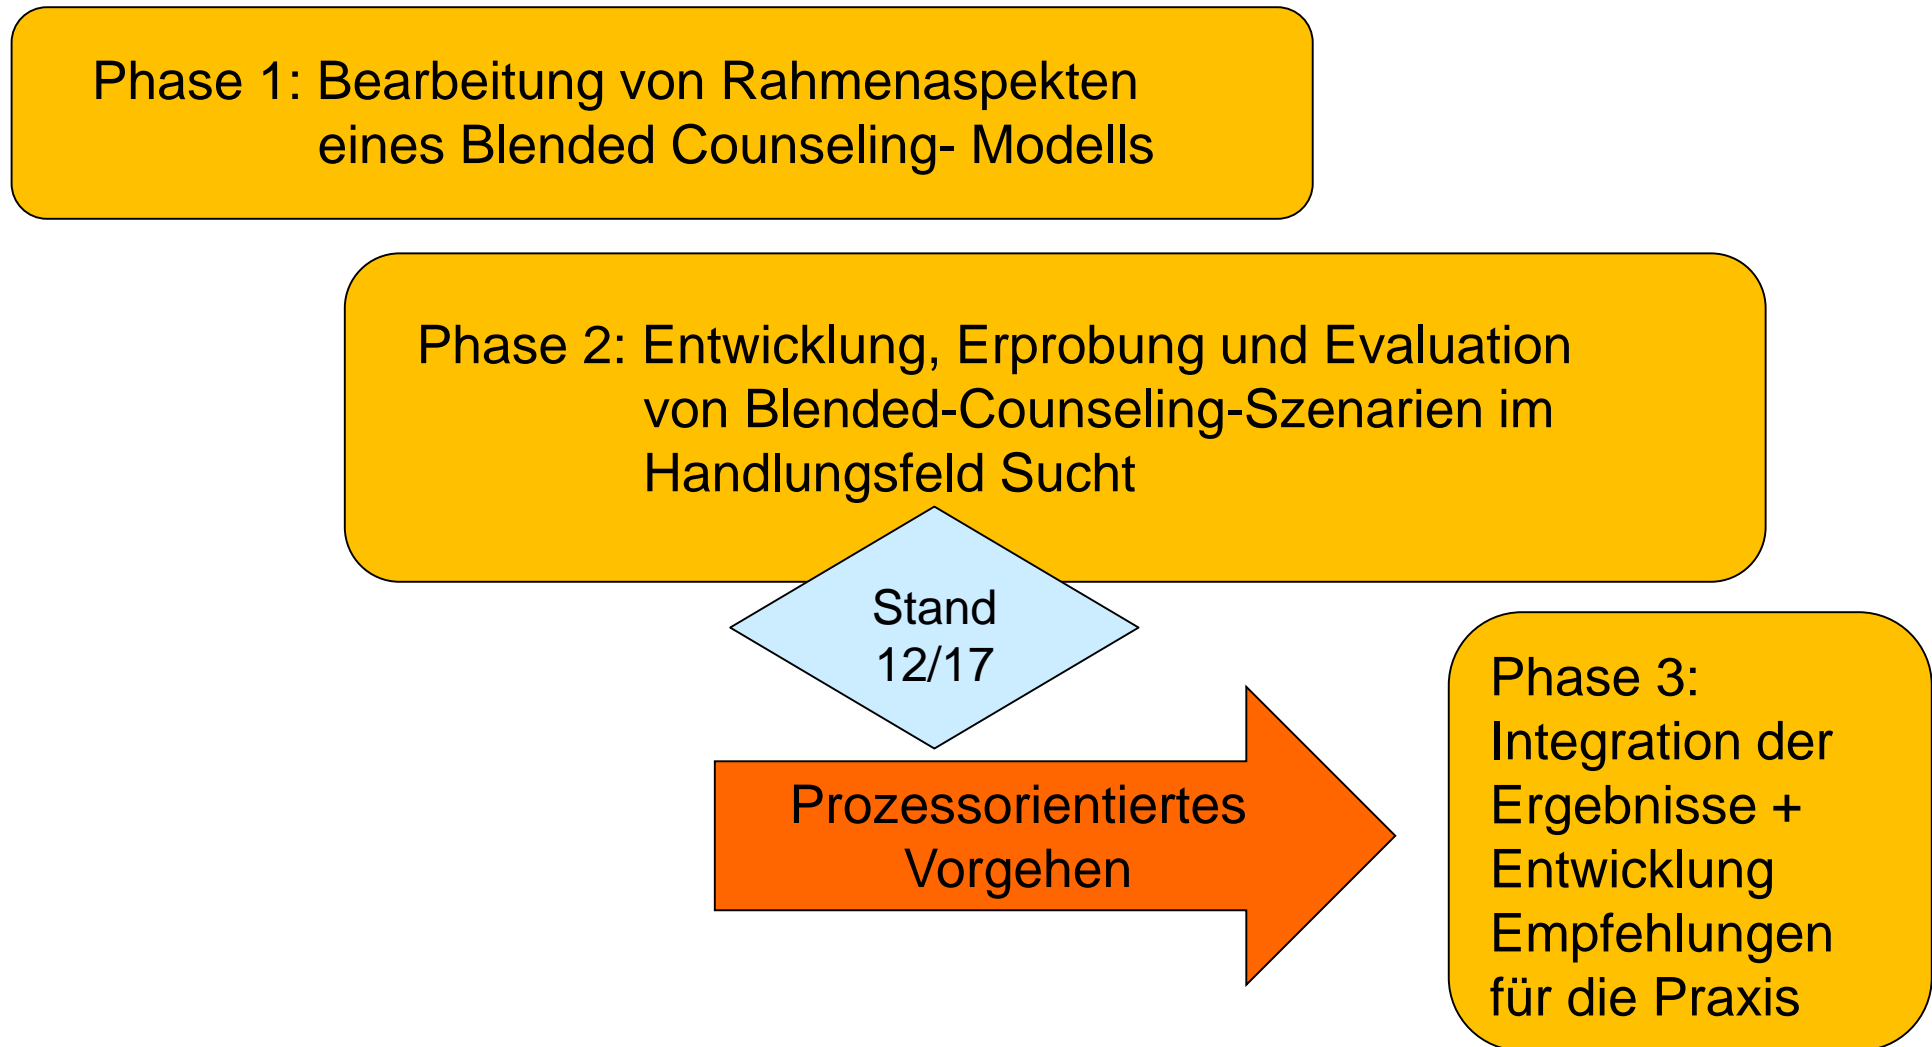 Phase 1: Bearbeitung von Rahmenaspekten
eines Blended Counseling- Modells
Phase 2: Entwicklung, Erprobung und Evaluation
von Blended-Counseling-Szenarien im
Handlungsfeld Sucht
Stand
12/17
Prozessorientiertes
Vorgehen
Phase 3:
Integration der
Ergebnisse +
Entwicklung
Empfehlungen
für die Praxis